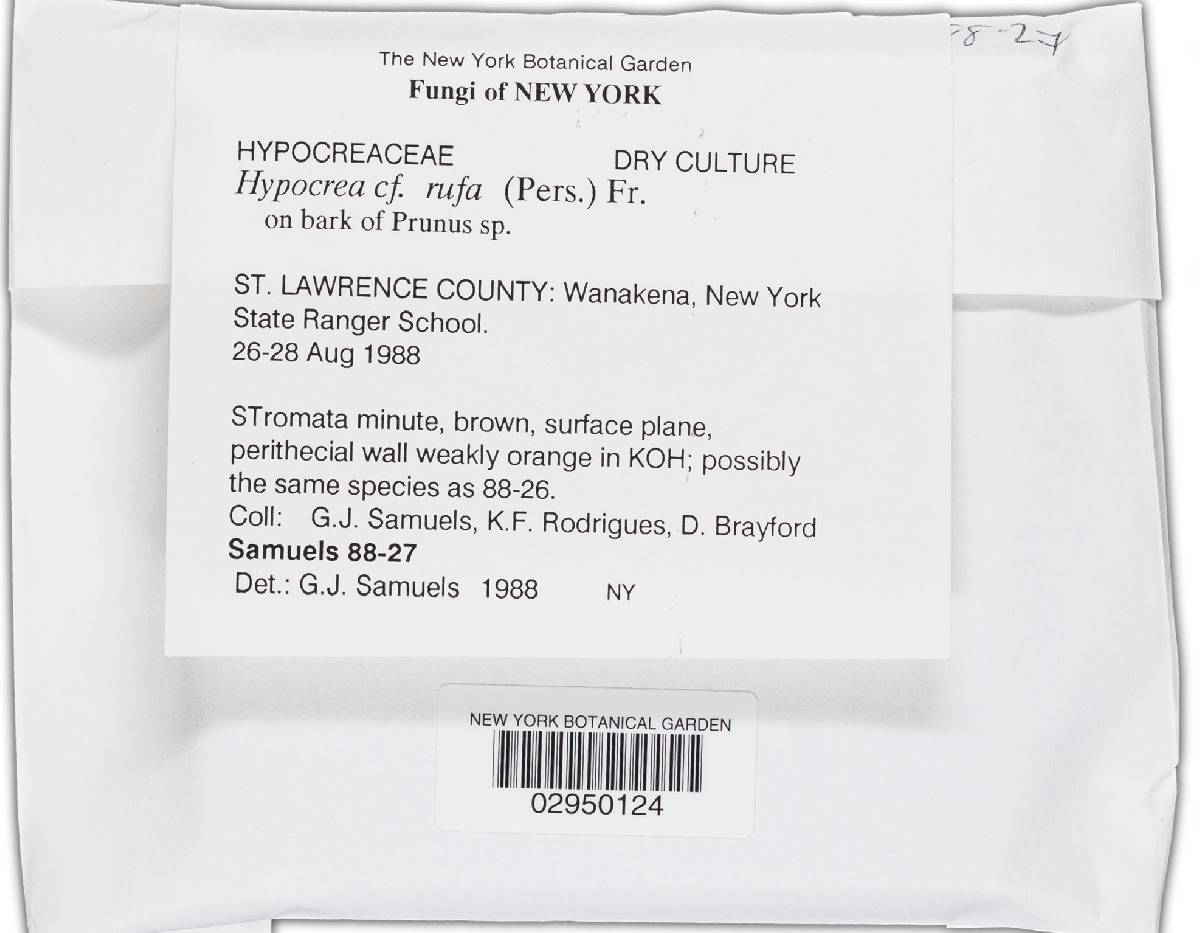 88-27
The New York Botanical Garden
Fungi of NEW YORK
HYPOCREACEAE DRY CULTURE
Hypocrea cf. rufa (Pers.) Fr.
on bark of Prunus sp.
ST. LAWRENCE COUNTY: Wanakena, New York
State Ranger School.
26-28 Aug 1988
STromata minute, brown, surface plane,
perithecial wall weakly orange in KOH; possibly
the same species as 88-26.
Coll: G.J. Samuels, K.F. Rodrigues, D. Brayford
Samuels 88-27
Det.: G.J. Samuels 1988 NY
NEW YORK BOTANICAL GARDEN
02950124